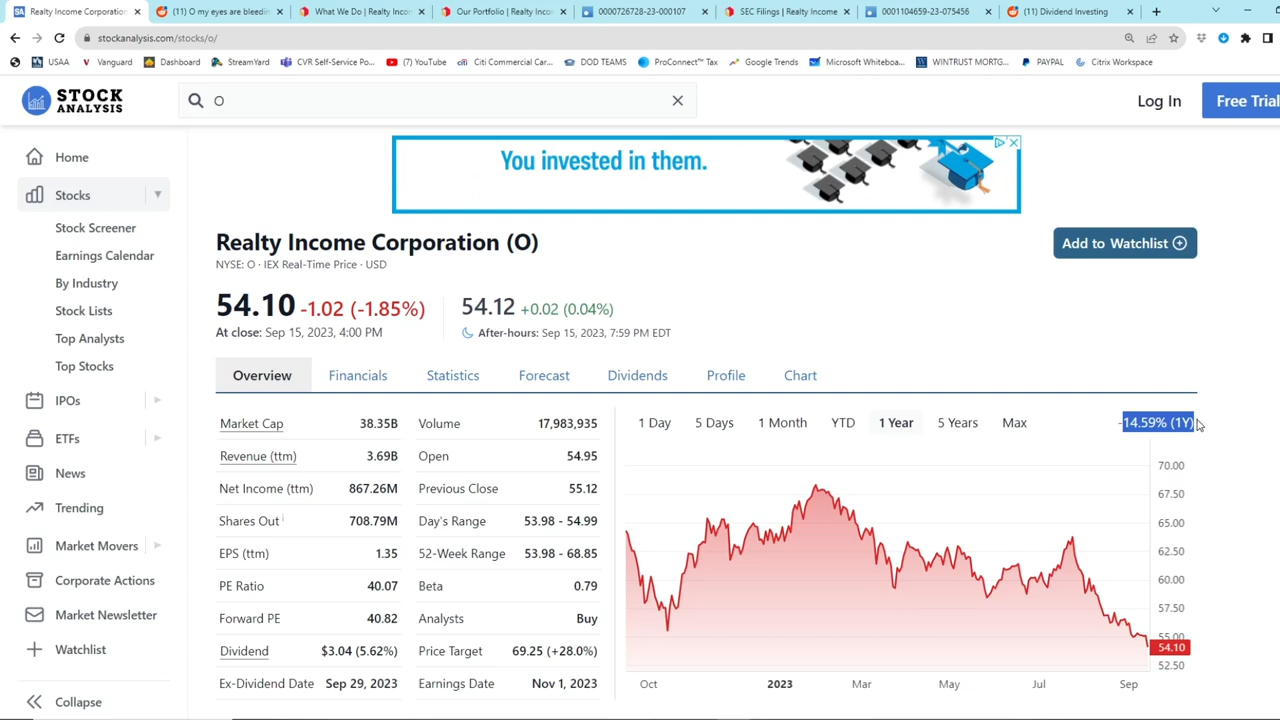 Realty Income Corporation
(11) O my eyes are bleedin
What We Do | Realty Incom
Our Portfolio | Realty Incom
0000726728-23-000107
SEC Filings | Realty Income
0001104659-23-075456
(11) Dividend Investing
stockanalysis.com/stocks/o/
USAA
Vanguard
Dashboard
StreamYard
CVR Self-Service Po...
(7) YouTube
Citi Commercial Car...
DOD TEAMS
ProConnect™ Tax
Google Trends
Microsoft Whiteboa...
WINTRUST MORTG...
PAYPAL
Citrix Workspace
STOCK
ANALYSIS
O
Log In
Free Trial
Home
Stocks
Stock Screener
Earnings Calendar
By Industry
Stock Lists
Top Analysts
Top Stocks
IPOs
ETFs
News
Trending
Market Movers
Corporate Actions
Market Newsletter
Watchlist
Collapse
You invested in them.
Realty Income Corporation (O)
NYSE: O · IEX Real-Time Price · USD
Add to Watchlist
54.10 -1.02 (-1.85%)
At close: Sep 15, 2023, 4:00 PM
54.12 +0.02 (0.04%)
After-hours: Sep 15, 2023, 7:59 PM EDT
Overview
Financials
Statistics
Forecast
Dividends
Profile
Chart
Market Cap 38.35B
Revenue (ttm) 3.69B
Net Income (ttm) 867.26M
Shares Out 708.79M
EPS (ttm) 1.35
PE Ratio 40.07
Forward PE 40.82
Dividend $3.04 (5.62%)
Ex-Dividend Date Sep 29, 2023
Volume 17,983,935
Open 54.95
Previous Close 55.12
Day's Range 53.98 - 54.99
52-Week Range 53.98 - 68.85
Beta 0.79
Analysts Buy
Price Target 69.25 (+28.0%)
Earnings Date Nov 1, 2023
1 Day
5 Days
1 Month
YTD
1 Year
5 Years
Max
-14.59% (1Y)
70.00
67.50
65.00
62.50
60.00
57.50
55.00
54.10
52.50
Oct
2023
Mar
May
Jul
Sep